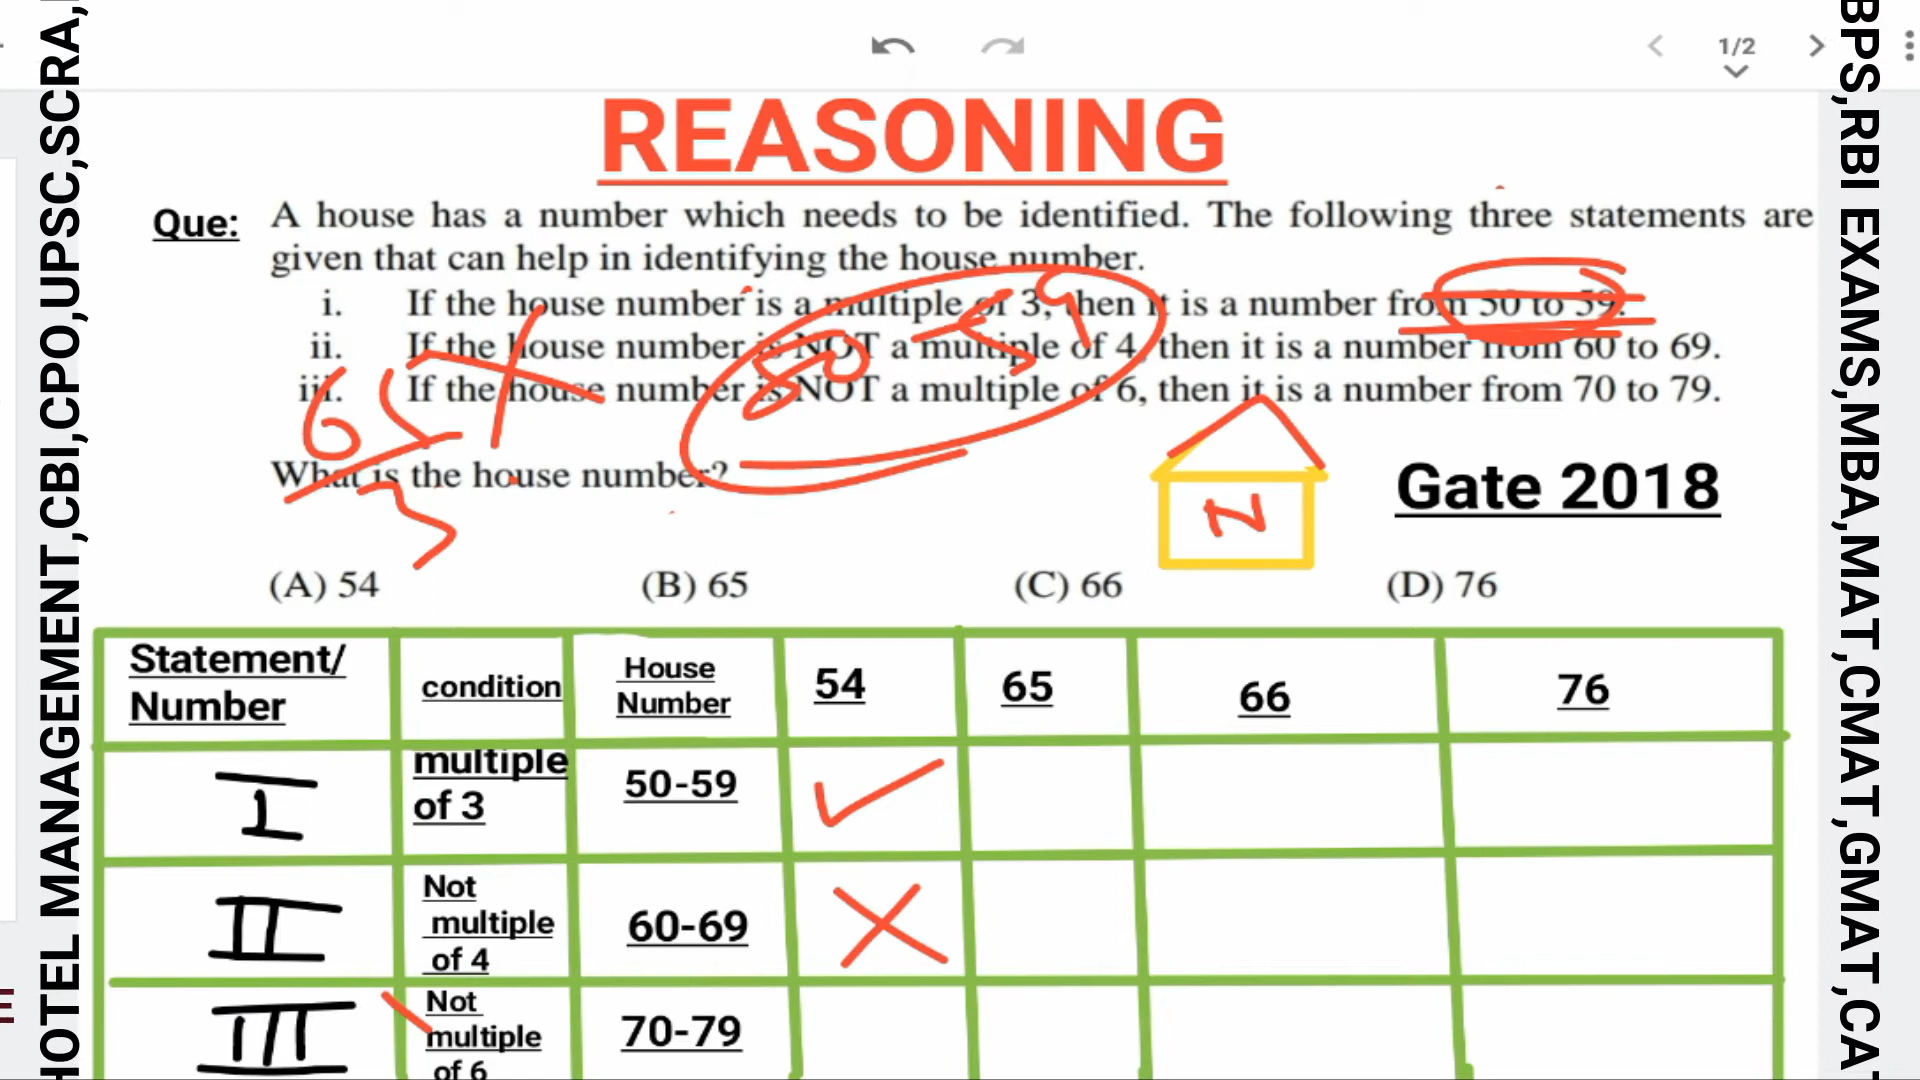 1/2
REASONING
Que: A house has a number which needs to be identified. The following three statements are
given that can help in identifying the house number.
i. If the house number is a multiple of 3, then it is a number from 50 to 59.
ii. If the house number is NOT a multiple of 4, then it is a number from 60 to 69.
iii. If the house number is NOT a multiple of 6, then it is a number from 70 to 79.
50 - 59
65
3
What is the house number?
N
Gate 2018
(A) 54 (B) 65 (C) 66 (D) 76
Statement/
Number
condition
House
Number
54
65
66
76
I
multiple
of 3
50-59
II
Not
multiple
of 4
60-69
III
Not
multiple
of 6
70-79
HOTEL MANAGEMENT,CBI,CPO,UPSC,SCRA,
BPS,RBI EXAMS,MBA,MAT,CMAT,GMAT,CAT